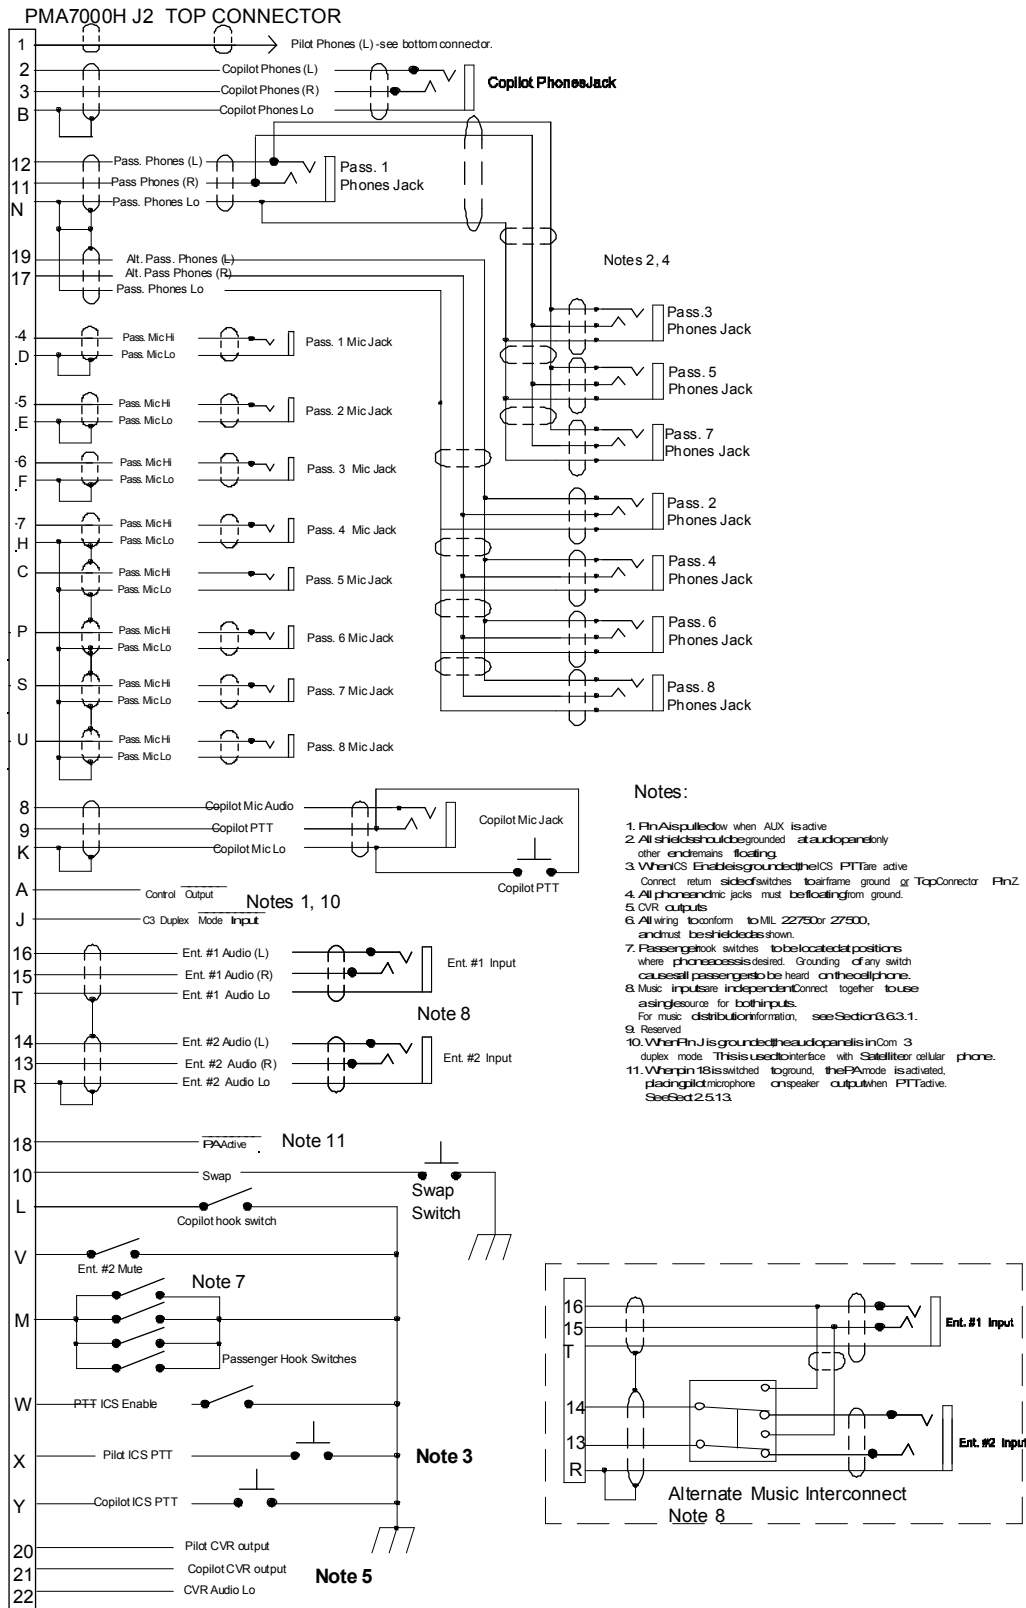 PMA7000H J2 TOP CONNECTOR
1 Pilot Phones (L) -see bottom connector.
2 Copilot Phones (L)
3 Copilot Phones (R)
B Copilot Phones Lo
Copilot Phones Jack
12 Pass. Phones (L)
11 Pass Phones (R)
N Pass. Phones Lo
Pass. 1
Phones Jack
19 Alt. Pass. Phones (L)
17 Alt. Pass Phones (R)
Pass. Phones Lo
Notes 2, 4
Pass.3
Phones Jack
Pass. 5
Phones Jack
Pass. 7
Phones Jack
Pass. 2
Phones Jack
Pass. 4
Phones Jack
Pass. 6
Phones Jack
Pass. 8
Phones Jack
4 Pass. Mic Hi
D Pass. Mic Lo
Pass. 1 Mic Jack
5 Pass. Mic Hi
E Pass. Mic Lo
Pass. 2 Mic Jack
6 Pass. Mic Hi
F Pass. Mic Lo
Pass. 3 Mic Jack
7 Pass. Mic Hi
H Pass. Mic Lo
Pass. 4 Mic Jack
C Pass. Mic Hi
Pass. Mic Lo
Pass. 5 Mic Jack
P Pass. Mic Hi
Pass. Mic Lo
Pass. 6 Mic Jack
S Pass. Mic Hi
Pass. Mic Lo
Pass. 7 Mic Jack
U Pass. Mic Hi
Pass. Mic Lo
Pass. 8 Mic Jack
8 Copilot Mic Audio
9 Copilot PTT
K Copilot Mic Lo
Copilot Mic Jack
Copilot PTT
A Control Output
J C3 Duplex Mode Input
Notes 1, 10
16 Ent. #1 Audio (L)
15 Ent. #1 Audio (R)
T Ent. #1 Audio Lo
Ent. #1 Input
Note 8
14 Ent. #2 Audio (L)
13 Ent. #2 Audio (R)
R Ent. #2 Audio Lo
Ent. #2 Input
Notes:
1. Pin A is pulled low when AUX is active
2. All shields should be grounded at audio panel only
other end remains floating.
3. When ICS Enable is grounded, the ICS PTT are active
Connect return side of switches to airframe ground or Top Connector Pin Z
4. All phone and mic jacks must be floating from ground.
5. CVR outputs
6. All wiring to conform to MIL 22750 or 27500,
and must be shielded as shown.
7. Passenger hook switches to be located at positions
where phone access is desired. Grounding of any switch
causes all passengers to be heard on the cell phone.
8. Music inputs are independent Connect together to use
a single source for both inputs.
For music distribution information, see Section 3.6.3.1.
9. Reserved
10. When Pin J is grounded, the audio panel is in Com 3
duplex mode. This is used to interface with Satellite or cellular phone.
11. When pin 18 is switched to ground, the PA mode is activated,
placing pilot microphone on speaker output when PTT active.
See Sect 2.5.13.
18 PA Active
Note 11
10 Swap
Swap
Switch
L Copilot hook switch
V Ent. #2 Mute
Note 7
M Passenger Hook Switches
W PTT ICS Enable
X Pilot ICS PTT
Note 3
Y Copilot ICS PTT
20 Pilot CVR output
21 Copilot CVR output
22 CVR Audio Lo
Note 5
16
15
T
Ent. #1 Input
14
13
R
Ent. #2 Input
Alternate Music Interconnect
Note 8